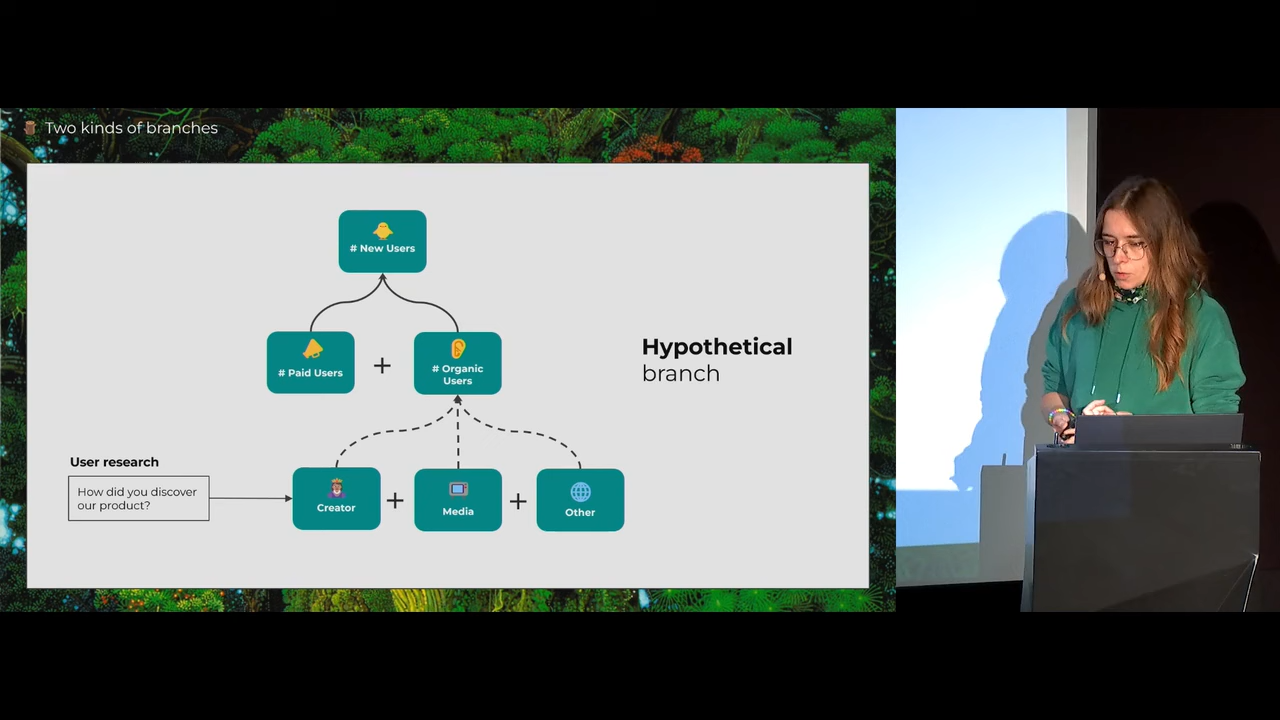 Two kinds of branches
# New Users
# Paid Users
+
# Organic
Users
Hypothetical
branch
User research
How did you discover
our product?
Creator
+
Media
+
Other